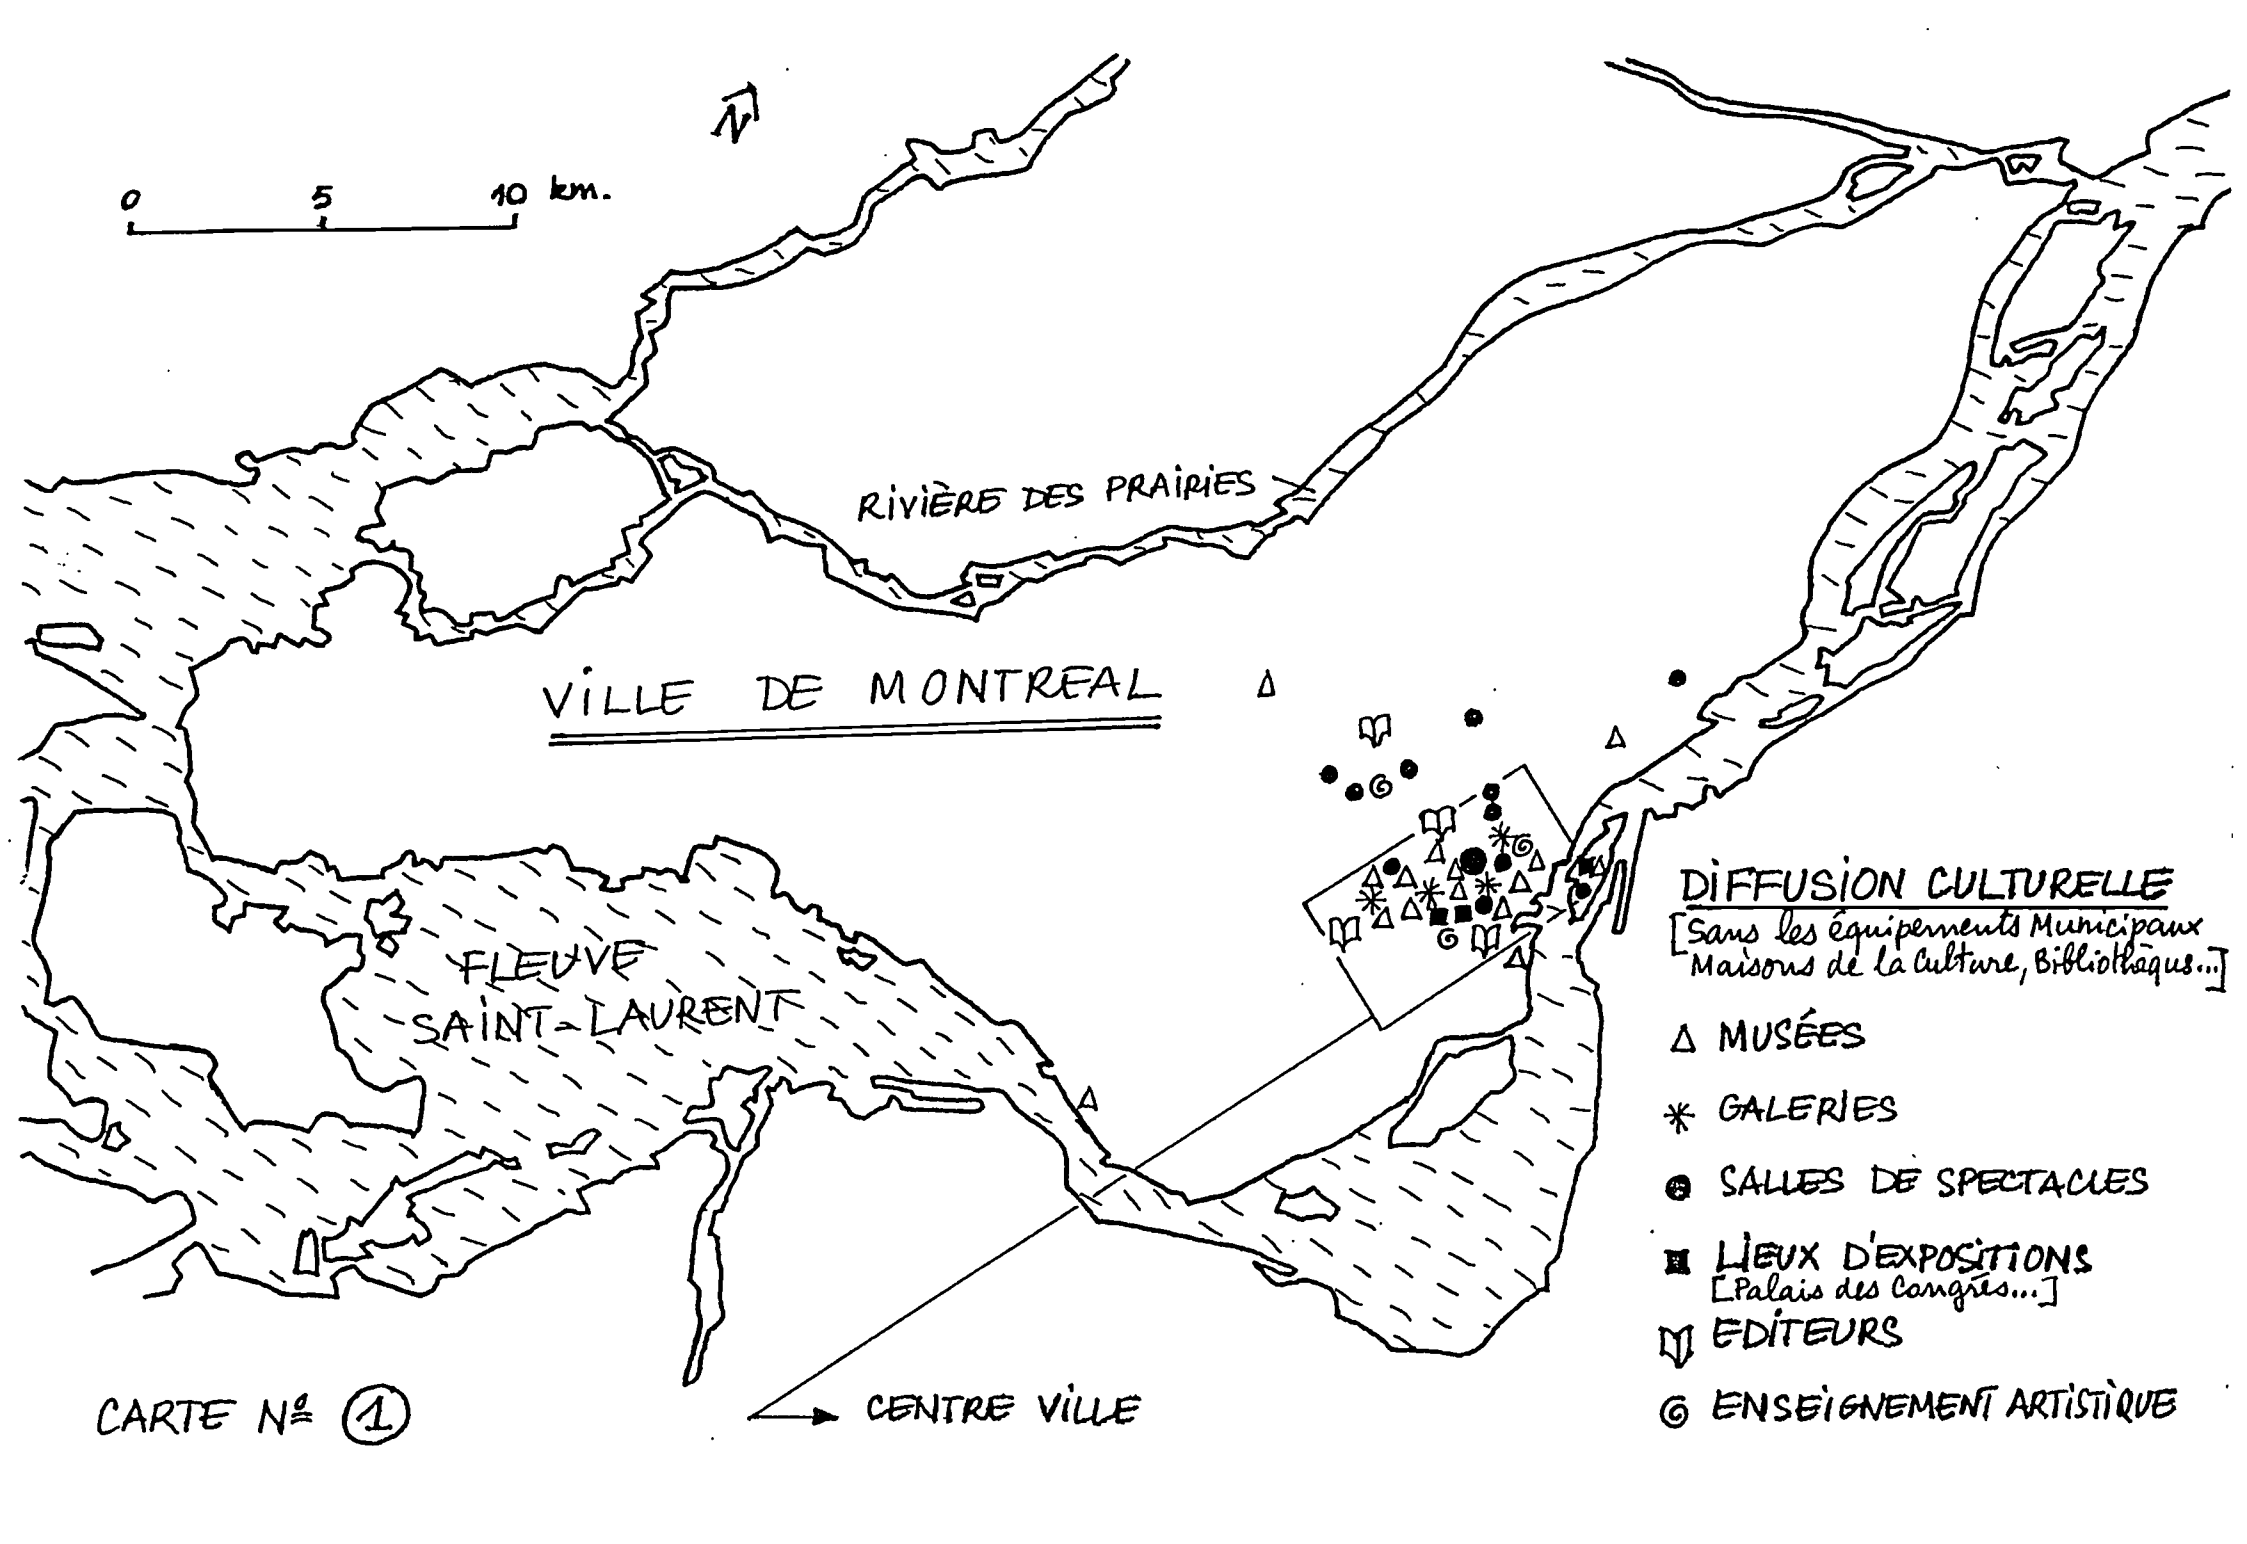 N
0 5 10 km.
RIVIÈRE DES PRAIRIES
VILLE DE MONTREAL
FLEUVE
SAINT-LAURENT
DIFFUSION CULTURELLE
[Sans les équipements Municipaux
Maisons de la Culture, Bibliothèqus...]
MUSÉES
GALERIES
SALLES DE SPECTACLES
LIEUX D'EXPOSITIONS
[Palais des Congrès...]
EDITEURS
ENSEIGNEMENT ARTISTIQUE
CENTRE VILLE
CARTE Nº 1